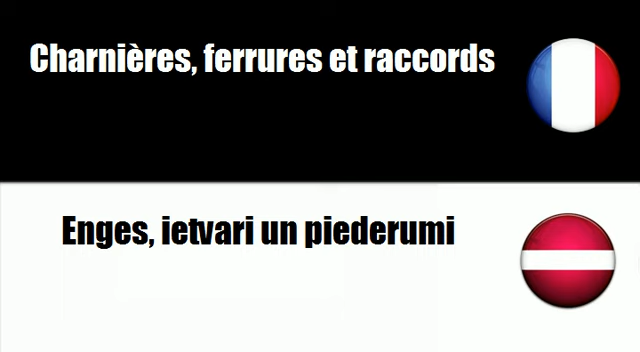 Charnières, ferrures et raccords
Enges, ietvari un piederumi